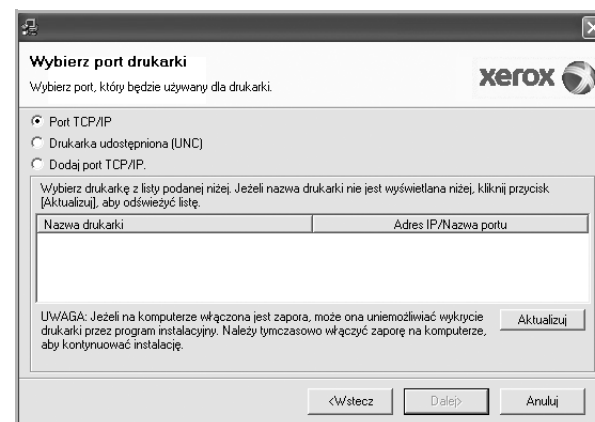 Wybierz port drukarki
Wybierz port, który będzie używany dla drukarki.
xerox
Port TCP/IP
Drukarka udostępniona (UNC)
Dodaj port TCP/IP.
Wybierz drukarkę z listy podanej niżej. Jeżeli nazwa drukarki nie jest wyświetlana niżej, kliknij przycisk
[Aktualizuj], aby odświeżyć listę.
Nazwa drukarki
Adres IP/Nazwa portu
UWAGA: Jeżeli na komputerze włączona jest zapora, może ona uniemożliwiać wykrycie
drukarki przez program instalacyjny. Należy tymczasowo włączyć zaporę na komputerze,
aby kontynuować instalację.
Aktualizuj
<Wstecz
Dalej>
Anuluj